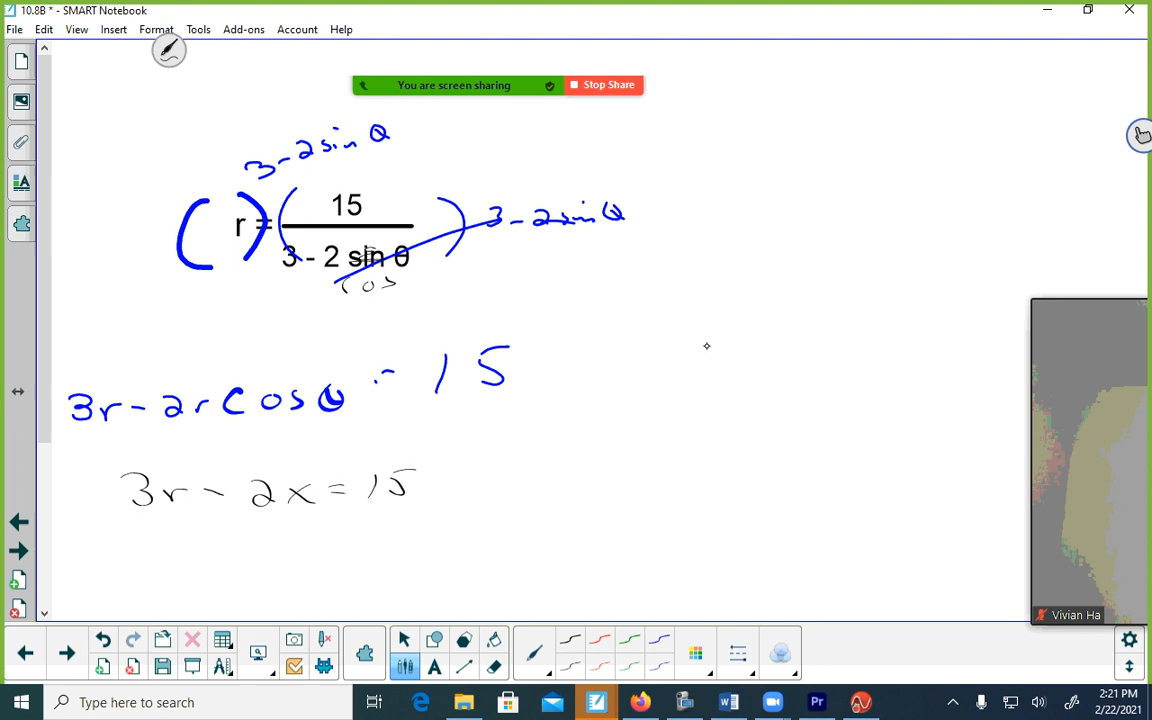 10.8B * - SMART Notebook
File Edit View Insert Format Tools Add-ons Account Help
You are screen sharing Stop Share
3 - 2 sin θ
( r = ) ( 15 / 3 - 2 sin θ ) 3 - 2 sin θ
cos
3r - 2r cos θ = 15
3r - 2x = 15
Vivian Ha
A
Type here to search
W
Pr
2:21 PM
2/22/2021